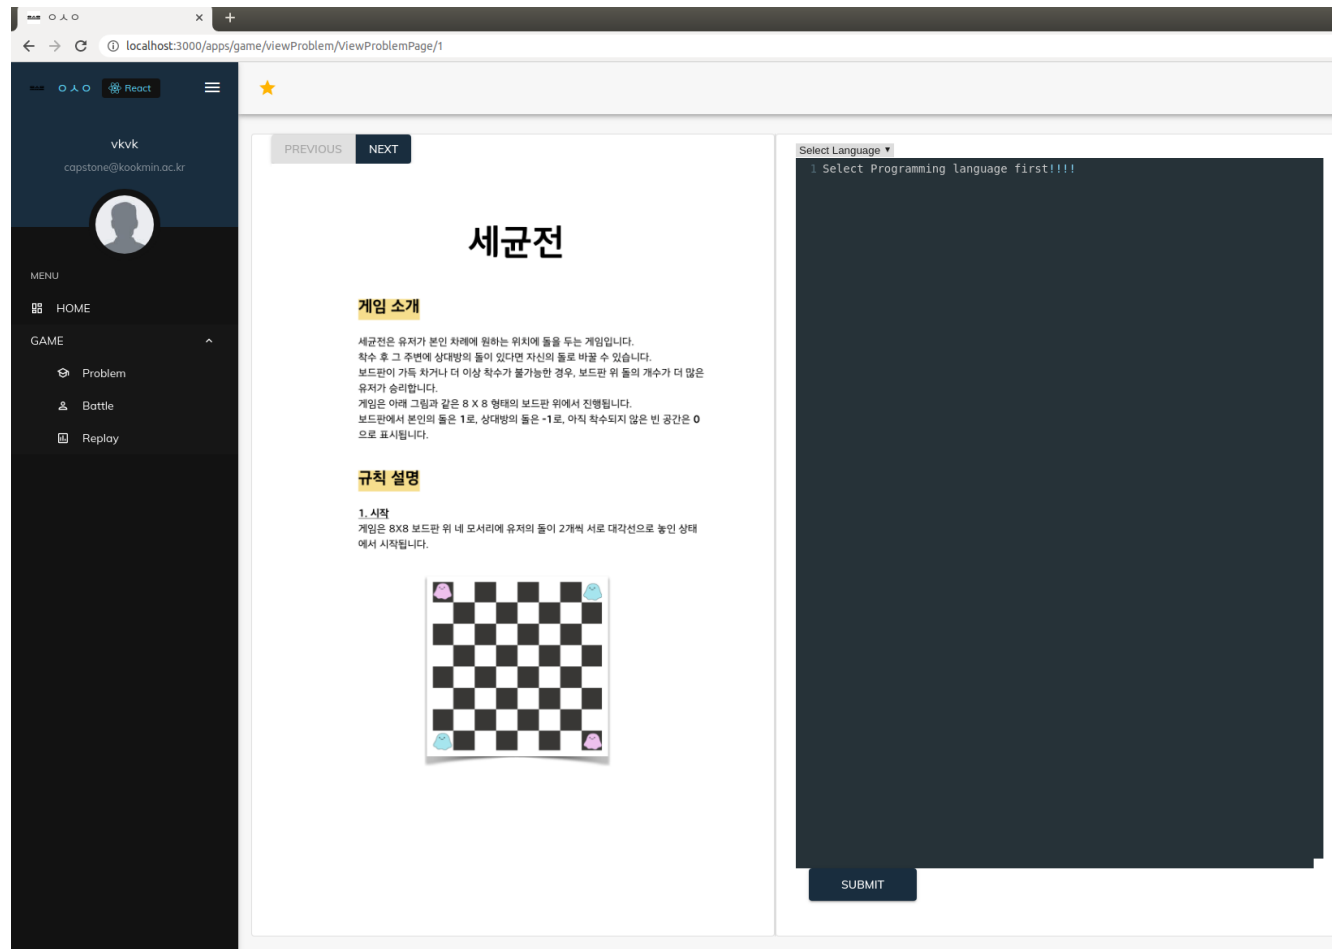 ㅇㅅㅇ
localhost:3000/apps/game/viewProblem/ViewProblemPage/1
ㅇㅅㅇ React
vkvk
capstone@kookmin.ac.kr
MENU
HOME
GAME
Problem
Battle
Replay
PREVIOUS NEXT
세균전
게임 소개
세균전은 유저가 본인 차례에 원하는 위치에 돌을 두는 게임입니다.
착수 후 그 주변에 상대방의 돌이 있다면 자신의 돌로 바꿀 수 있습니다.
보드판이 가득 차거나 더 이상 착수가 불가능한 경우, 보드판 위 돌의 개수가 더 많은
유저가 승리합니다.
게임은 아래 그림과 같은 8 X 8 형태의 보드판 위에서 진행됩니다.
보드판에서 본인의 돌은 1로, 상대방의 돌은 -1로, 아직 착수되지 않은 빈 공간은 0
으로 표시됩니다.
규칙 설명
1. 시작
게임은 8X8 보드판 위 네 모서리에 유저의 돌이 2개씩 서로 대각선으로 놓인 상태
에서 시작됩니다.
Select Language
1 Select Programming language first!!!!
SUBMIT